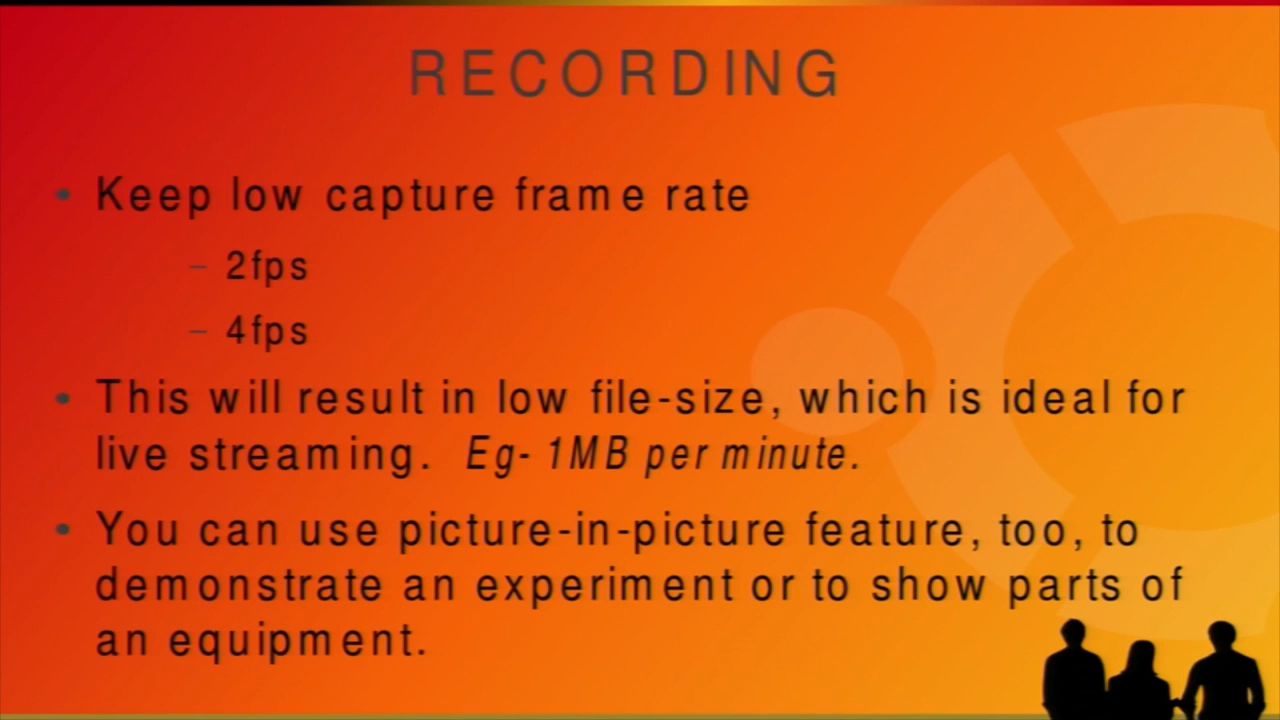 RECORDING
• Keep low capture frame rate
– 2fps
– 4fps
• This will result in low file-size, which is ideal for
live streaming. Eg- 1MB per minute.
• You can use picture-in-picture feature, too, to
demonstrate an experiment or to show parts of
an equipment.